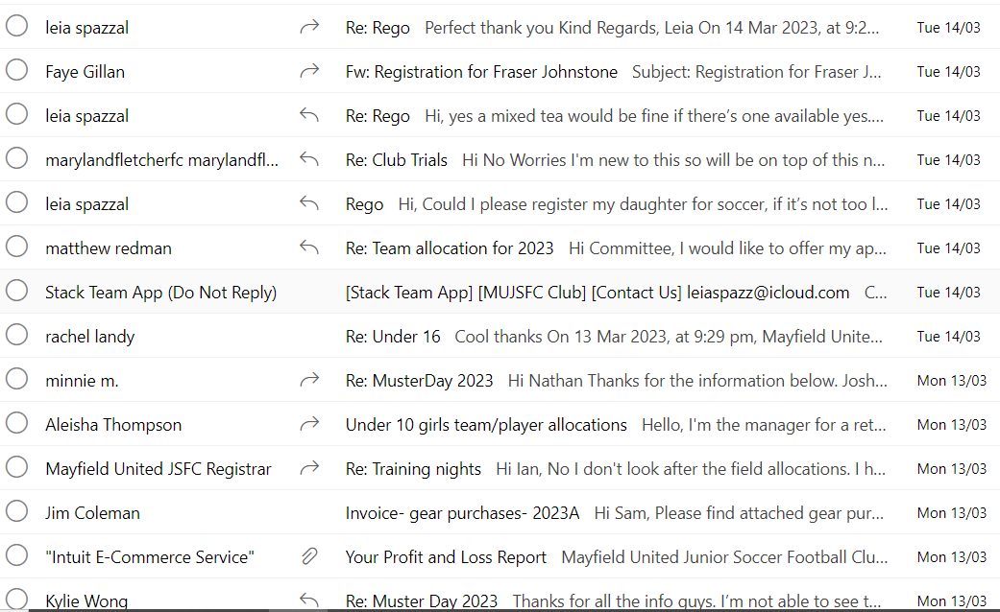 leia spazzal Re: Rego Perfect thank you Kind Regards, Leia On 14 Mar 2023, at 9:2... Tue 14/03
Faye Gillan Fw: Registration for Fraser Johnstone Subject: Registration for Fraser J... Tue 14/03
leia spazzal Re: Rego Hi, yes a mixed tea would be fine if there’s one available yes.... Tue 14/03
marylandfletcherfc marylandfl... Re: Club Trials Hi No Worries I'm new to this so will be on top of this n... Tue 14/03
leia spazzal Rego Hi, Could I please register my daughter for soccer, if it’s not too l... Tue 14/03
matthew redman Re: Team allocation for 2023 Hi Committee, I would like to offer my ap... Tue 14/03
Stack Team App (Do Not Reply) [Stack Team App] [MUJSFC Club] [Contact Us] leiaspazz@icloud.com C... Tue 14/03
rachel landy Re: Under 16 Cool thanks On 13 Mar 2023, at 9:29 pm, Mayfield Unite... Tue 14/03
minnie m. Re: MusterDay 2023 Hi Nathan Thanks for the information below. Josh... Mon 13/03
Aleisha Thompson Under 10 girls team/player allocations Hello, I'm the manager for a ret... Mon 13/03
Mayfield United JSFC Registrar Re: Training nights Hi Ian, No I don't look after the field allocations. I h... Mon 13/03
Jim Coleman Invoice- gear purchases- 2023A Hi Sam, Please find attached gear pur... Mon 13/03
"Intuit E-Commerce Service" Your Profit and Loss Report Mayfield United Junior Soccer Football Clu... Mon 13/03
Kylie Wong Re: Muster Day 2023 Thanks for all the info guys. I’m not able to see t... Mon 13/03